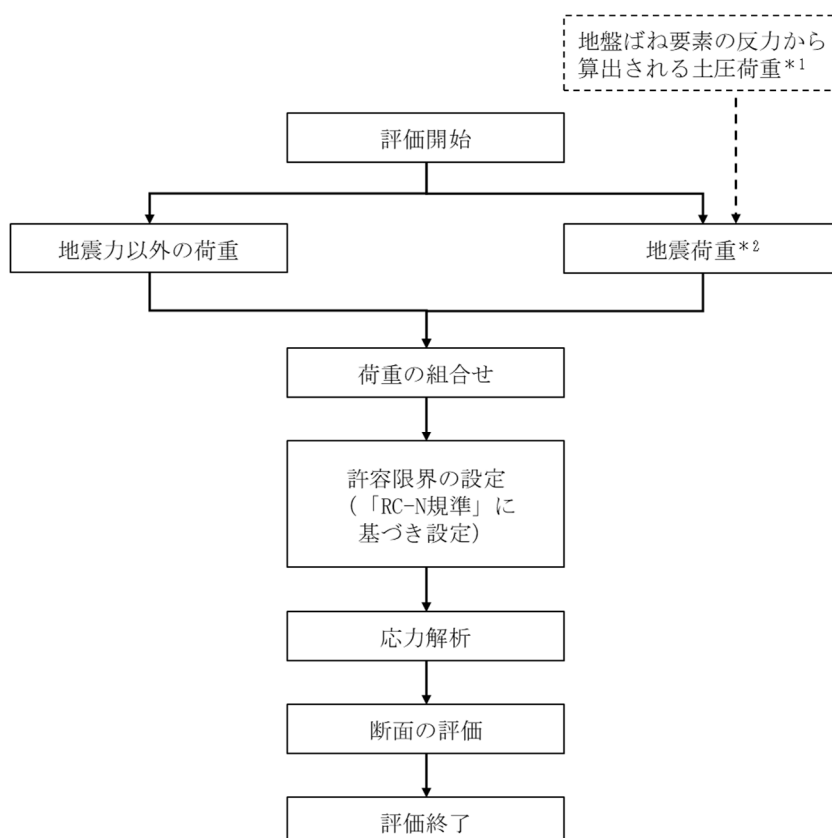 地盤ばね要素の反力から
算出される土圧荷重*1
評価開始
地震力以外の荷重
地震荷重*2
荷重の組合せ
許容限界の設定
(「RC-N規準」に
基づき設定)
応力解析
断面の評価
評価終了